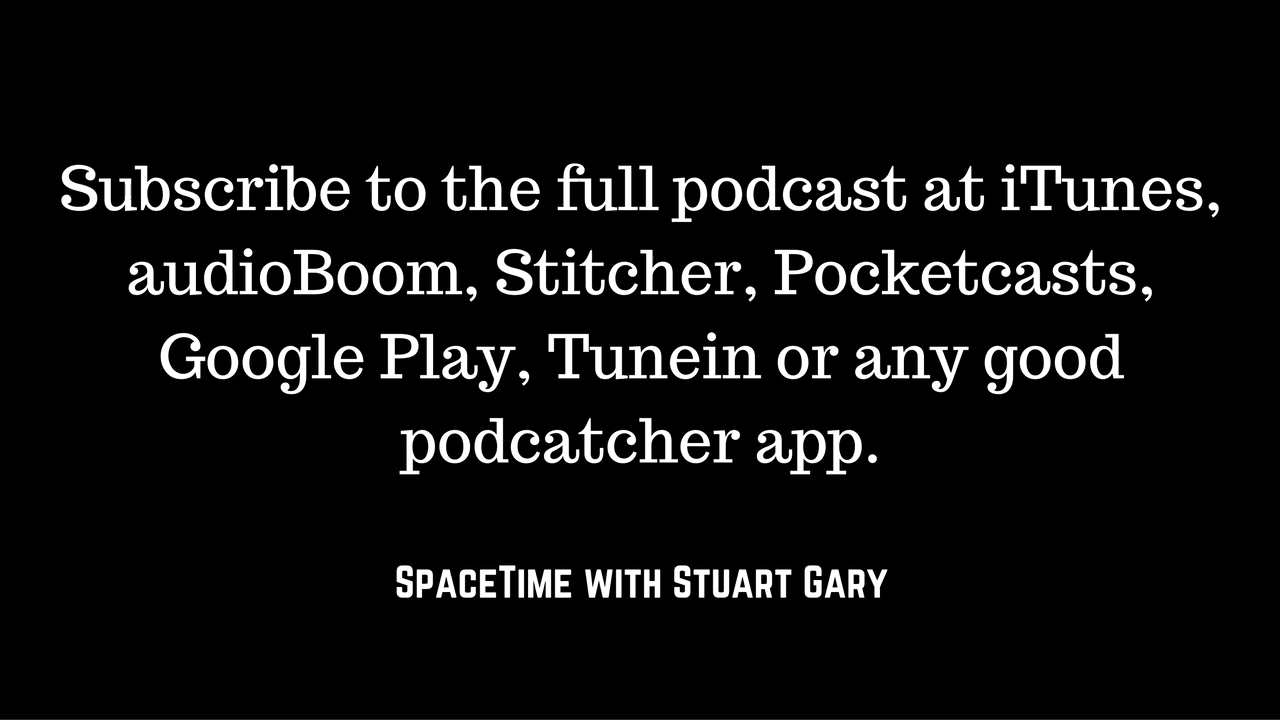 Subscribe to the full podcast at iTunes,
audioBoom, Stitcher, Pocketcasts,
Google Play, Tunein or any good
podcatcher app.
SpaceTime with Stuart Gary